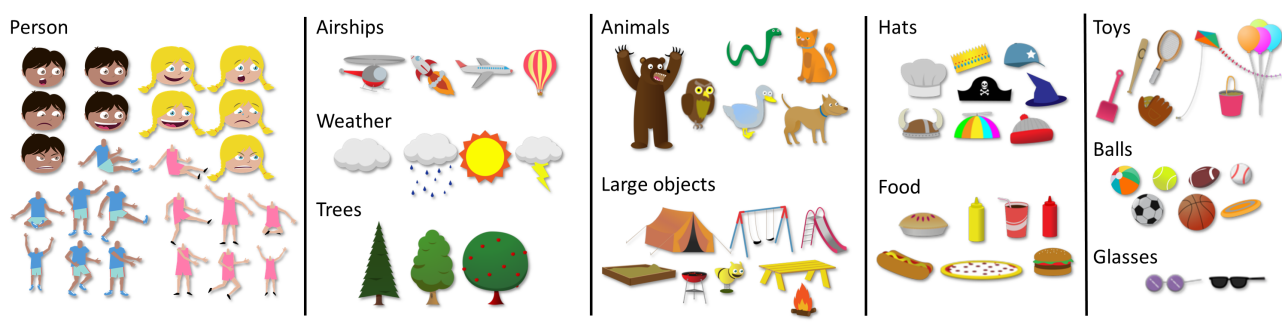 Person
Airships
Weather
Trees
Animals
Large objects
Hats
Food
Toys
Balls
Glasses